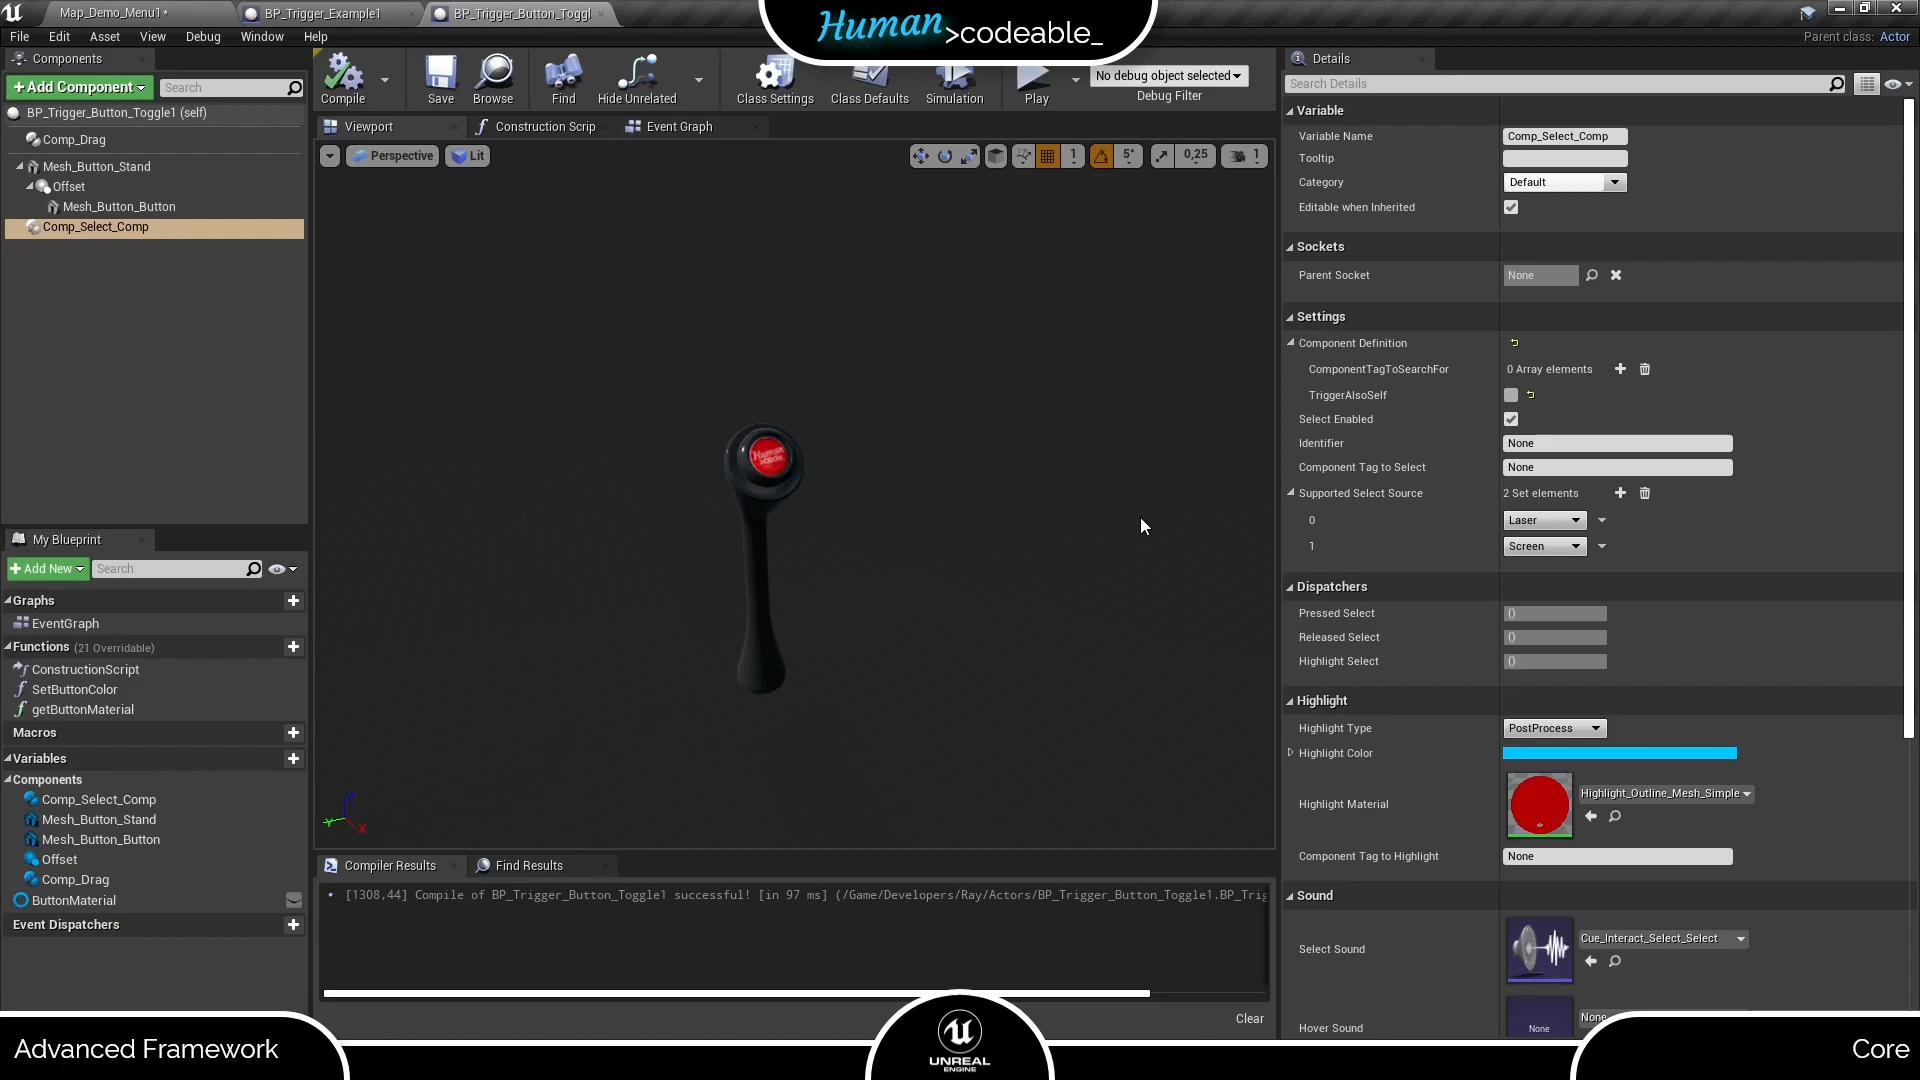 Map_Demo_Menu1*
BP_Trigger_Example1
BP_Trigger_Button_Toggl
Human >codeable_
File Edit Asset View Debug Window Help
Parent class: Actor
Components
+ Add Component
Search
BP_Trigger_Button_Toggle1 (self)
Comp_Drag
Mesh_Button_Stand
Offset
Mesh_Button_Button
Comp_Select_Comp
Compile
Save
Browse
Find
Hide Unrelated
Class Settings
Class Defaults
Simulation
Play
No debug object selected
Debug Filter
Viewport
Construction Scrip
Event Graph
Perspective
Lit
1
5°
0,25
1
Human
My Blueprint
+ Add New
Search
Graphs
EventGraph
Functions (21 Overridable)
ConstructionScript
SetButtonColor
getButtonMaterial
Macros
Variables
Components
Comp_Select_Comp
Mesh_Button_Stand
Mesh_Button_Button
Offset
Comp_Drag
ButtonMaterial
Event Dispatchers
Z
Y
X
Compiler Results
Find Results
[1308,44] Compile of BP_Trigger_Button_Toggle1 successful! [in 97 ms] (/Game/Developers/Ray/Actors/BP_Trigger_Button_Toggle1.BP_Trig
Clear
Details
Search Details
Variable
Variable Name Comp_Select_Comp
Tooltip
Category Default
Editable when Inherited
Sockets
Parent Socket None
Settings
Component Definition
ComponentTagToSearchFor 0 Array elements
TriggerAlsoSelf
Select Enabled
Identifier None
Component Tag to Select None
Supported Select Source 2 Set elements
0 Laser
1 Screen
Dispatchers
Pressed Select ()
Released Select ()
Highlight Select ()
Highlight
Highlight Type PostProcess
Highlight Color
Highlight Material Highlight_Outline_Mesh_Simple
Component Tag to Highlight None
Sound
Select Sound Cue_Interact_Select_Select
Hover Sound None None
Advanced Framework
UNREAL
ENGINE
Core